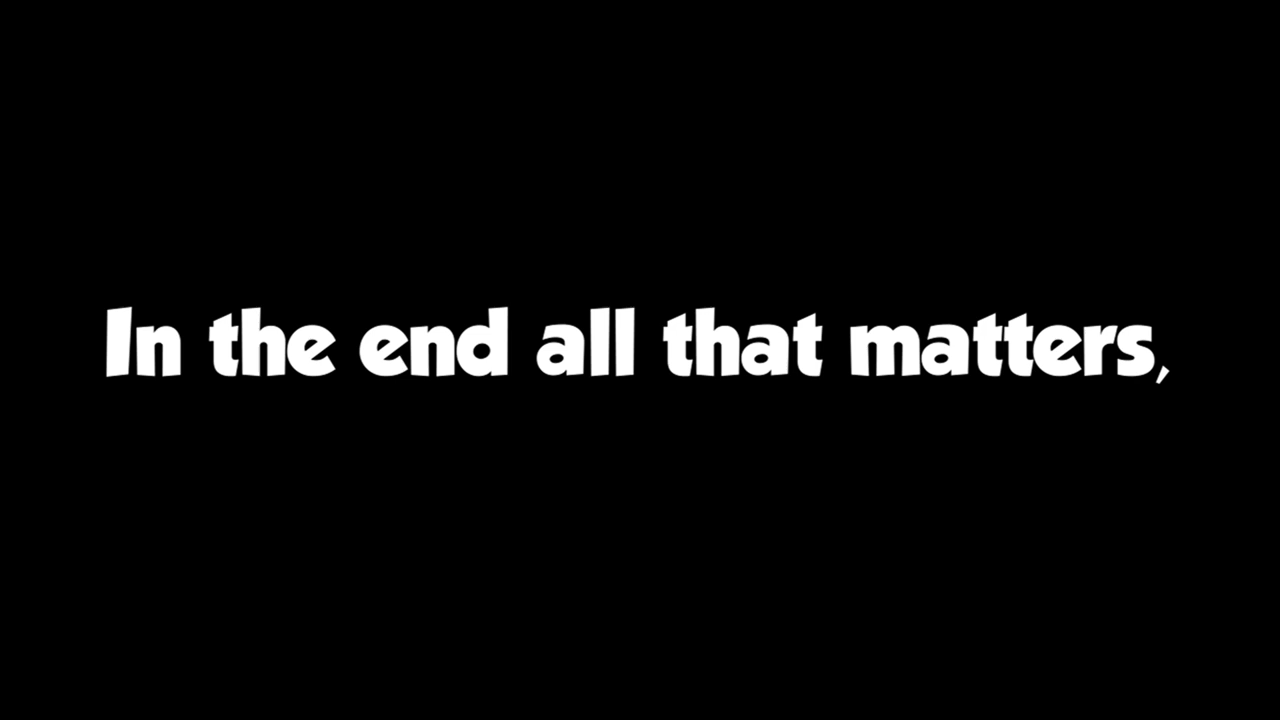 In the end all that matters,